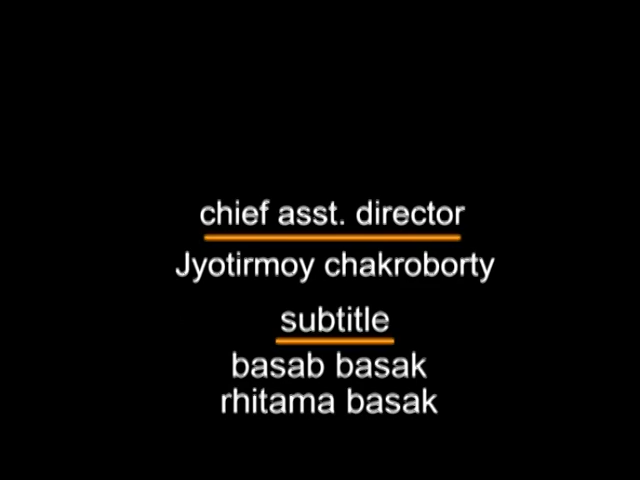 chief asst. director
Jyotirmoy chakroborty
subtitle
basab basak
rhitama basak